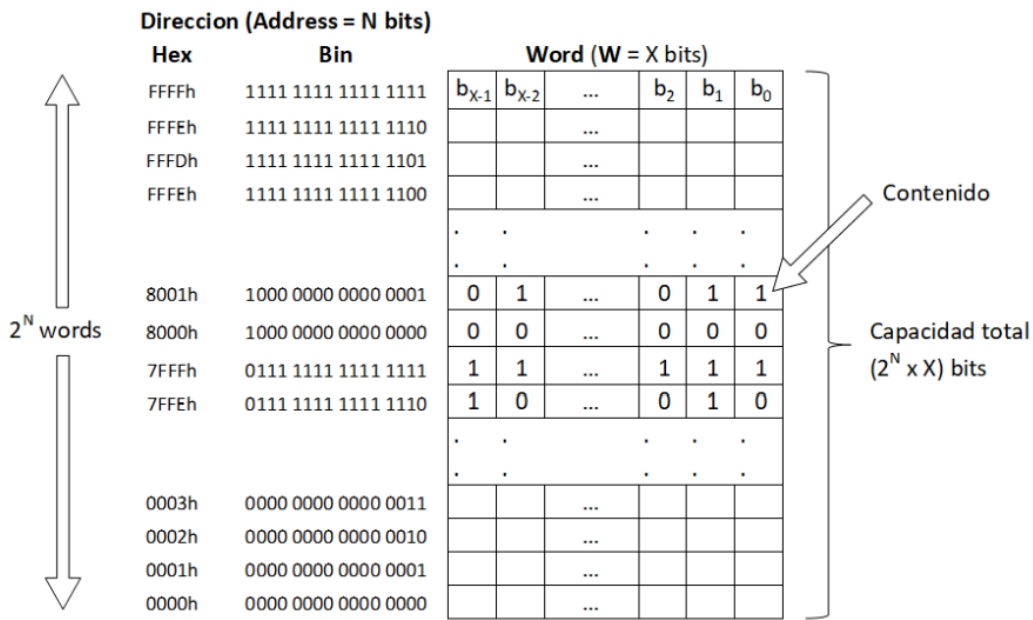 Direccion (Address = N bits)
Hex Bin Word (W = X bits)
FFFFh 1111 1111 1111 1111 bX-1 bX-2 ... b2 b1 b0
FFFEh 1111 1111 1111 1110 ...
FFFDh 1111 1111 1111 1101 ...
FFFEh 1111 1111 1111 1100 ...
Contenido
. . . . .
. . . . .
8001h 1000 0000 0000 0001 0 1 ... 0 1 1
2^N words 8000h 1000 0000 0000 0000 0 0 ... 0 0 0 Capacidad total
7FFFh 0111 1111 1111 1111 1 1 ... 1 1 1 (2^N x X) bits
7FFEh 0111 1111 1111 1110 1 0 ... 0 1 0
. . . . .
. . . . .
0003h 0000 0000 0000 0011 ...
0002h 0000 0000 0000 0010 ...
0001h 0000 0000 0000 0001 ...
0000h 0000 0000 0000 0000 ...